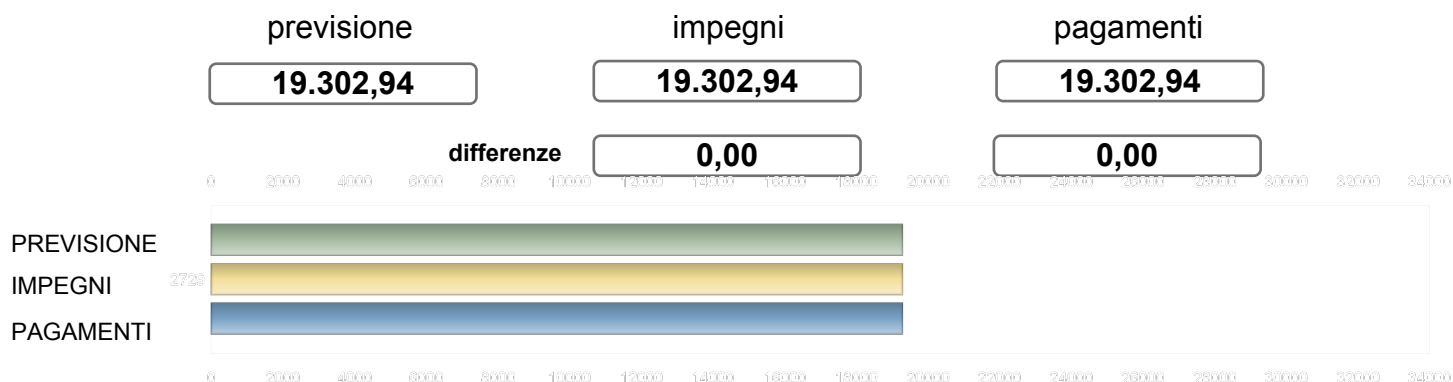 previsione impegni pagamenti
19.302,94 19.302,94 19.302,94
differenze 0,00 0,00
0 2000 4000 6000 8000 10000 12000 14000 16000 18000 20000 22000 24000 26000 28000 30000 32000 34000
PREVISIONE
IMPEGNI
PAGAMENTI
0 2000 4000 6000 8000 10000 12000 14000 16000 18000 20000 22000 24000 26000 28000 30000 32000 34000